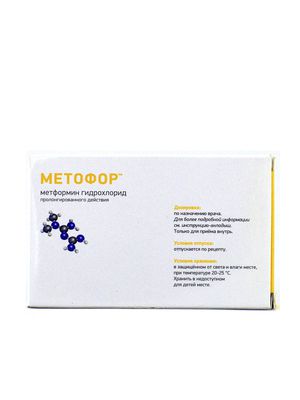 МЕТОФОР™
метформин гидрохлорид
пролонгированного действия
Дозировка:
по назначению врача.
Для более подробной информации
см. инструкцию-вкладыш.
Только для приёма внутрь.
Условия отпуска:
отпускается по рецепту.
Условия хранения:
в защищённом от света и влаги месте,
при температуре 20-25 °С.
Хранить в недоступном
для детей месте.